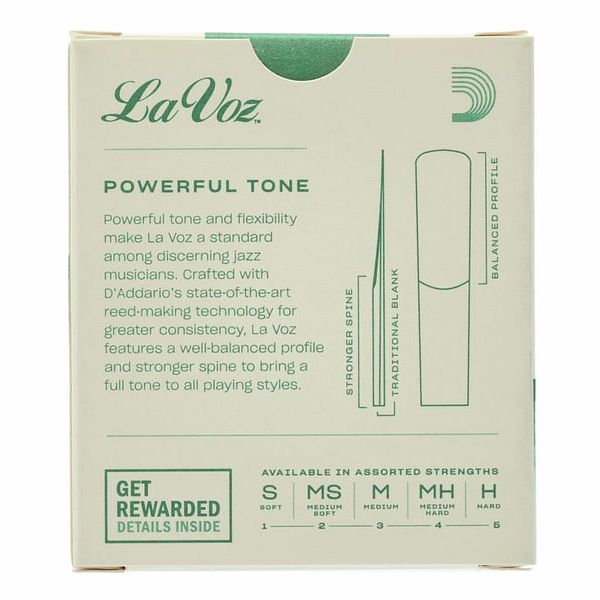 La Voz™
POWERFUL TONE
Powerful tone and flexibility
make La Voz a standard
among discerning jazz
musicians. Crafted with
D'Addario's state-of-the-art
reed-making technology for
greater consistency, La Voz
features a well-balanced profile
and stronger spine to bring a
full tone to all playing styles.
STRONGER SPINE
TRADITIONAL BLANK
BALANCED PROFILE
GET
REWARDED
DETAILS INSIDE
AVAILABLE IN ASSORTED STRENGTHS
S MS M MH H
SOFT MEDIUM SOFT MEDIUM MEDIUM HARD HARD
1 2 3 4 5